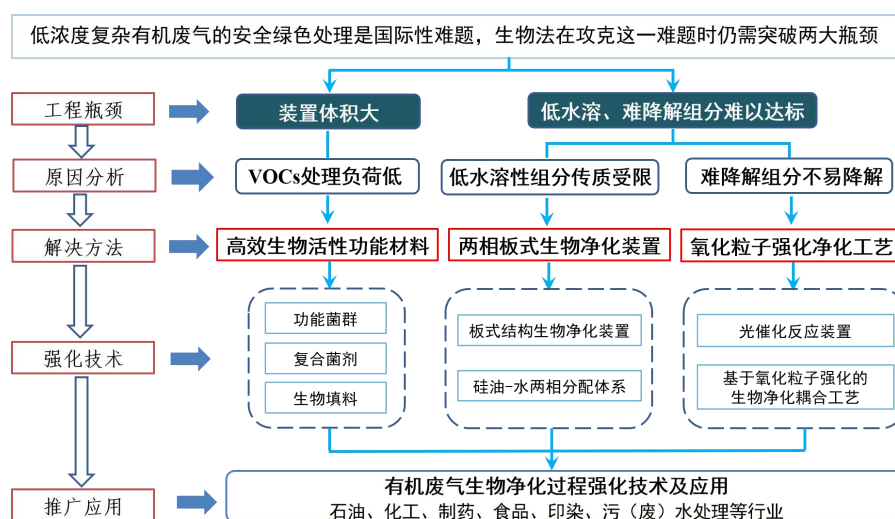 低浓度复杂有机废气的安全绿色处理是国际性难题，生物法在攻克这一难题时仍需突破两大瓶颈
工程瓶颈
装置体积大
低水溶、难降解组分难以达标
原因分析
VOCs处理负荷低
低水溶性组分传质受限
难降解组分不易降解
解决方法
高效生物活性功能材料
两相板式生物净化装置
氧化粒子强化净化工艺
强化技术
功能菌群
复合菌剂
生物填料
板式结构生物净化装置
硅油-水两相分配体系
光催化反应装置
基于氧化粒子强化的
生物净化耦合工艺
推广应用
有机废气生物净化过程强化技术及应用
石油、化工、制药、食品、印染、污（废）水处理等行业